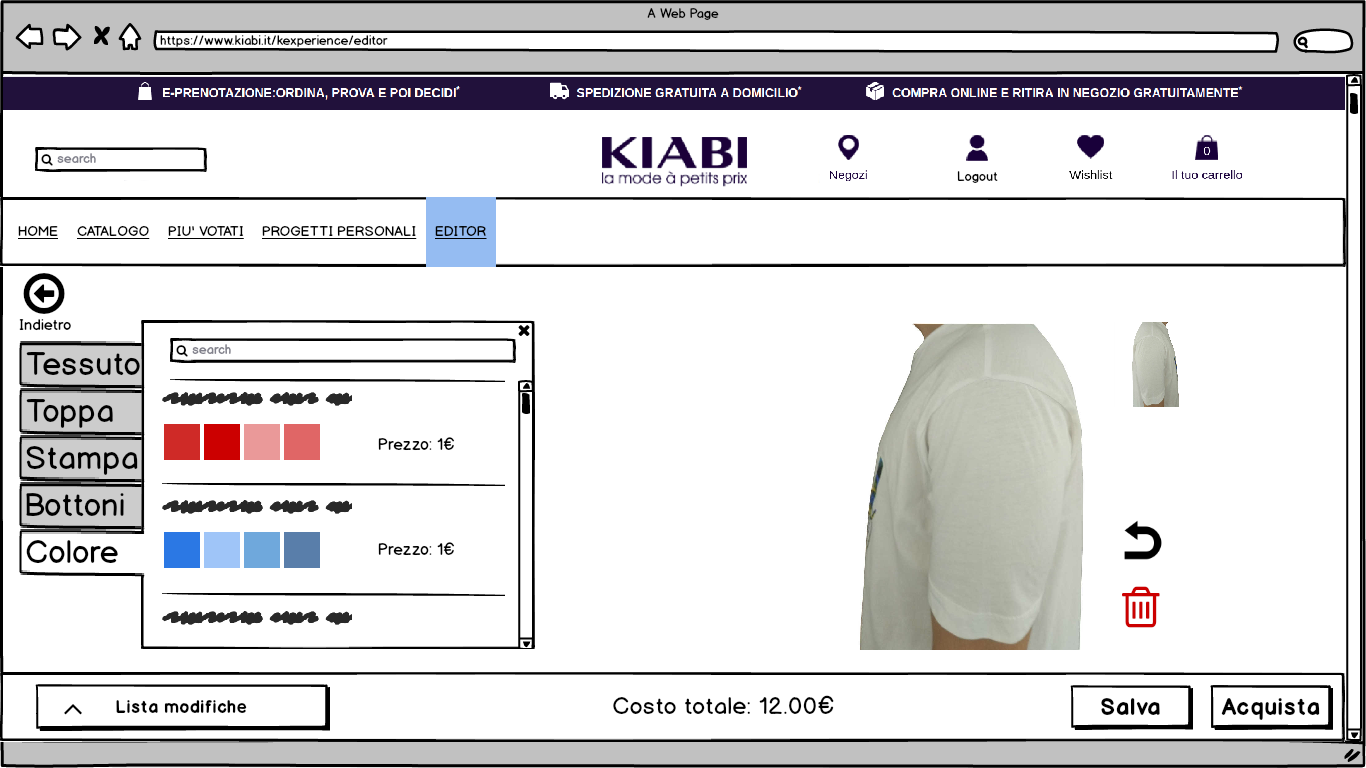 A Web Page
https://www.kiabi.it/kexperience/editor
E-PRENOTAZIONE:ORDINA, PROVA E POI DECIDI*
SPEDIZIONE GRATUITA A DOMICILIO*
COMPRA ONLINE E RITIRA IN NEGOZIO GRATUITAMENTE*
search
KIABI
la mode à petits prix
Negozi
Logout
Wishlist
0
Il tuo carrello
HOME
CATALOGO
PIU' VOTATI
PROGETTI PERSONALI
EDITOR
Indietro
Tessuto
Toppa
Stampa
Bottoni
Colore
search
Prezzo: 1€
Prezzo: 1€
Lista modifiche
Costo totale: 12.00€
Salva
Acquista